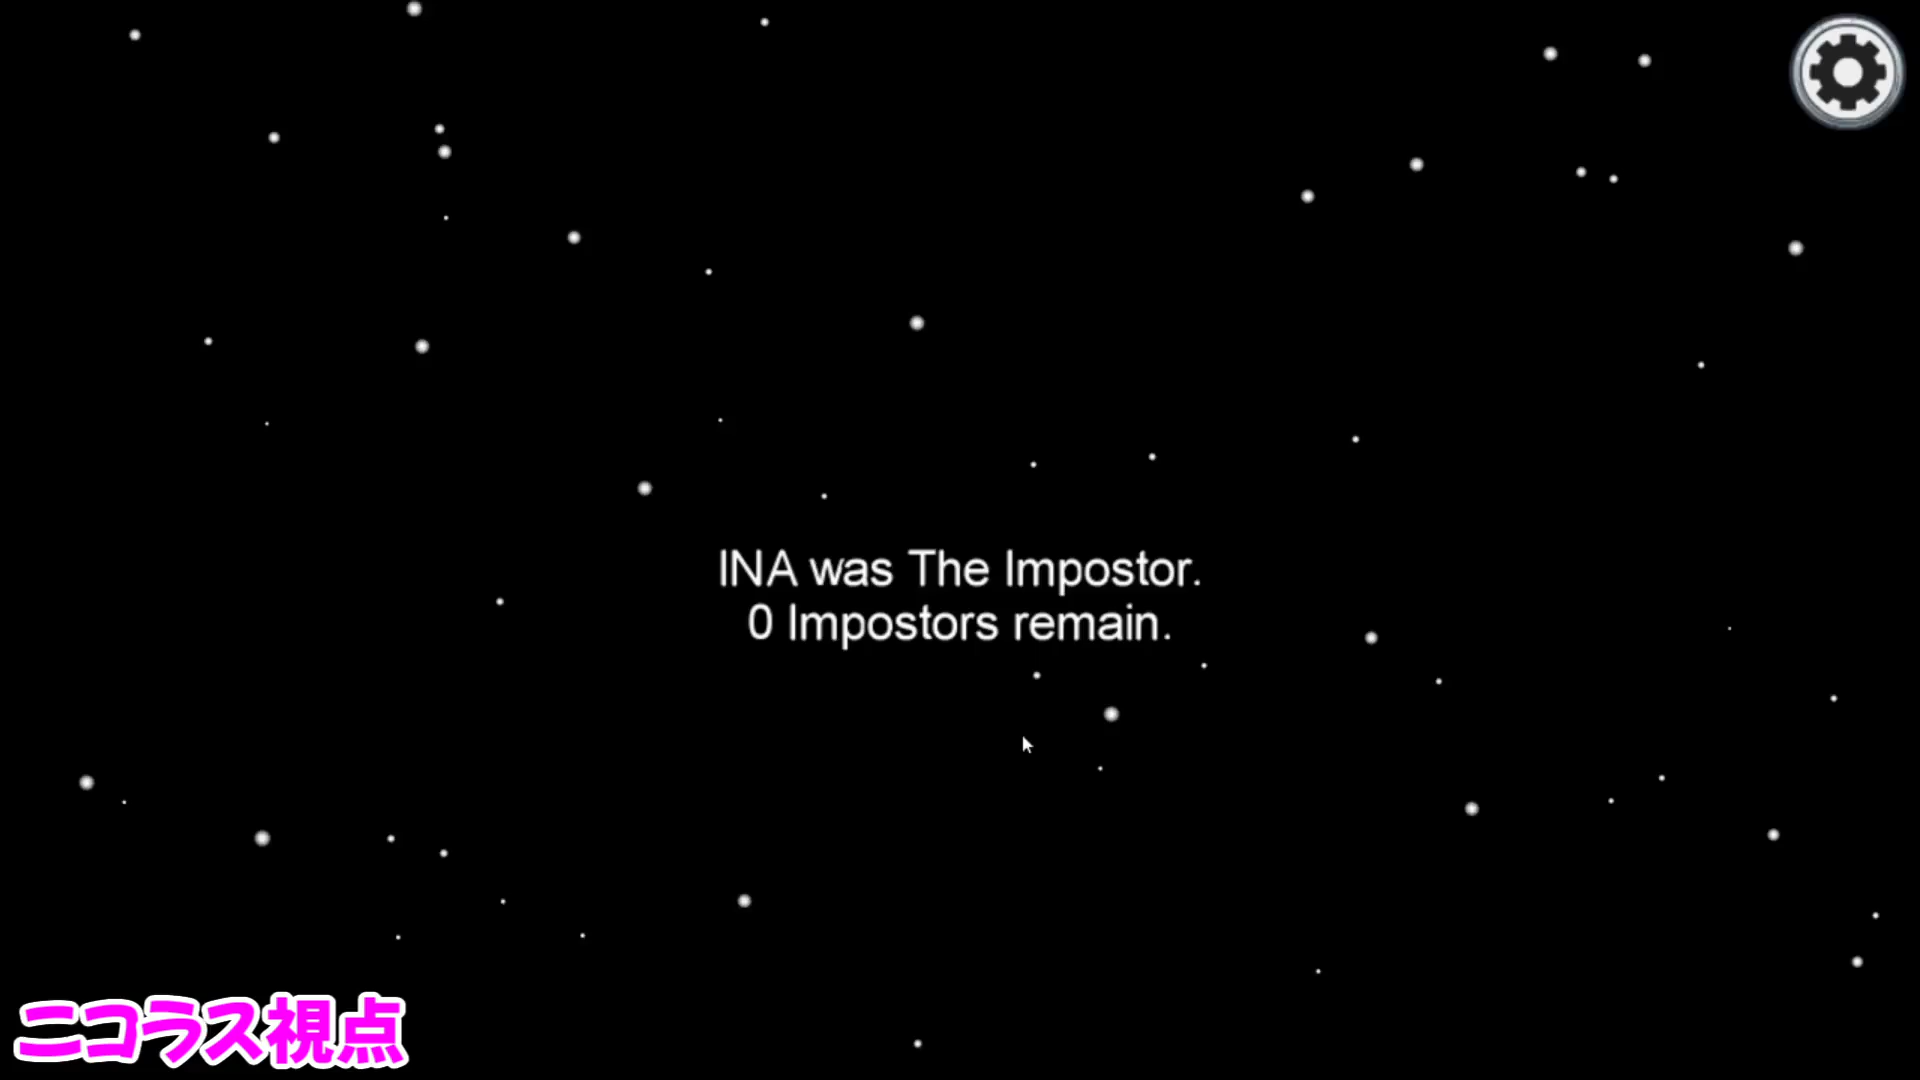 INA was The Impostor.
0 Impostors remain.
ニコラス視点